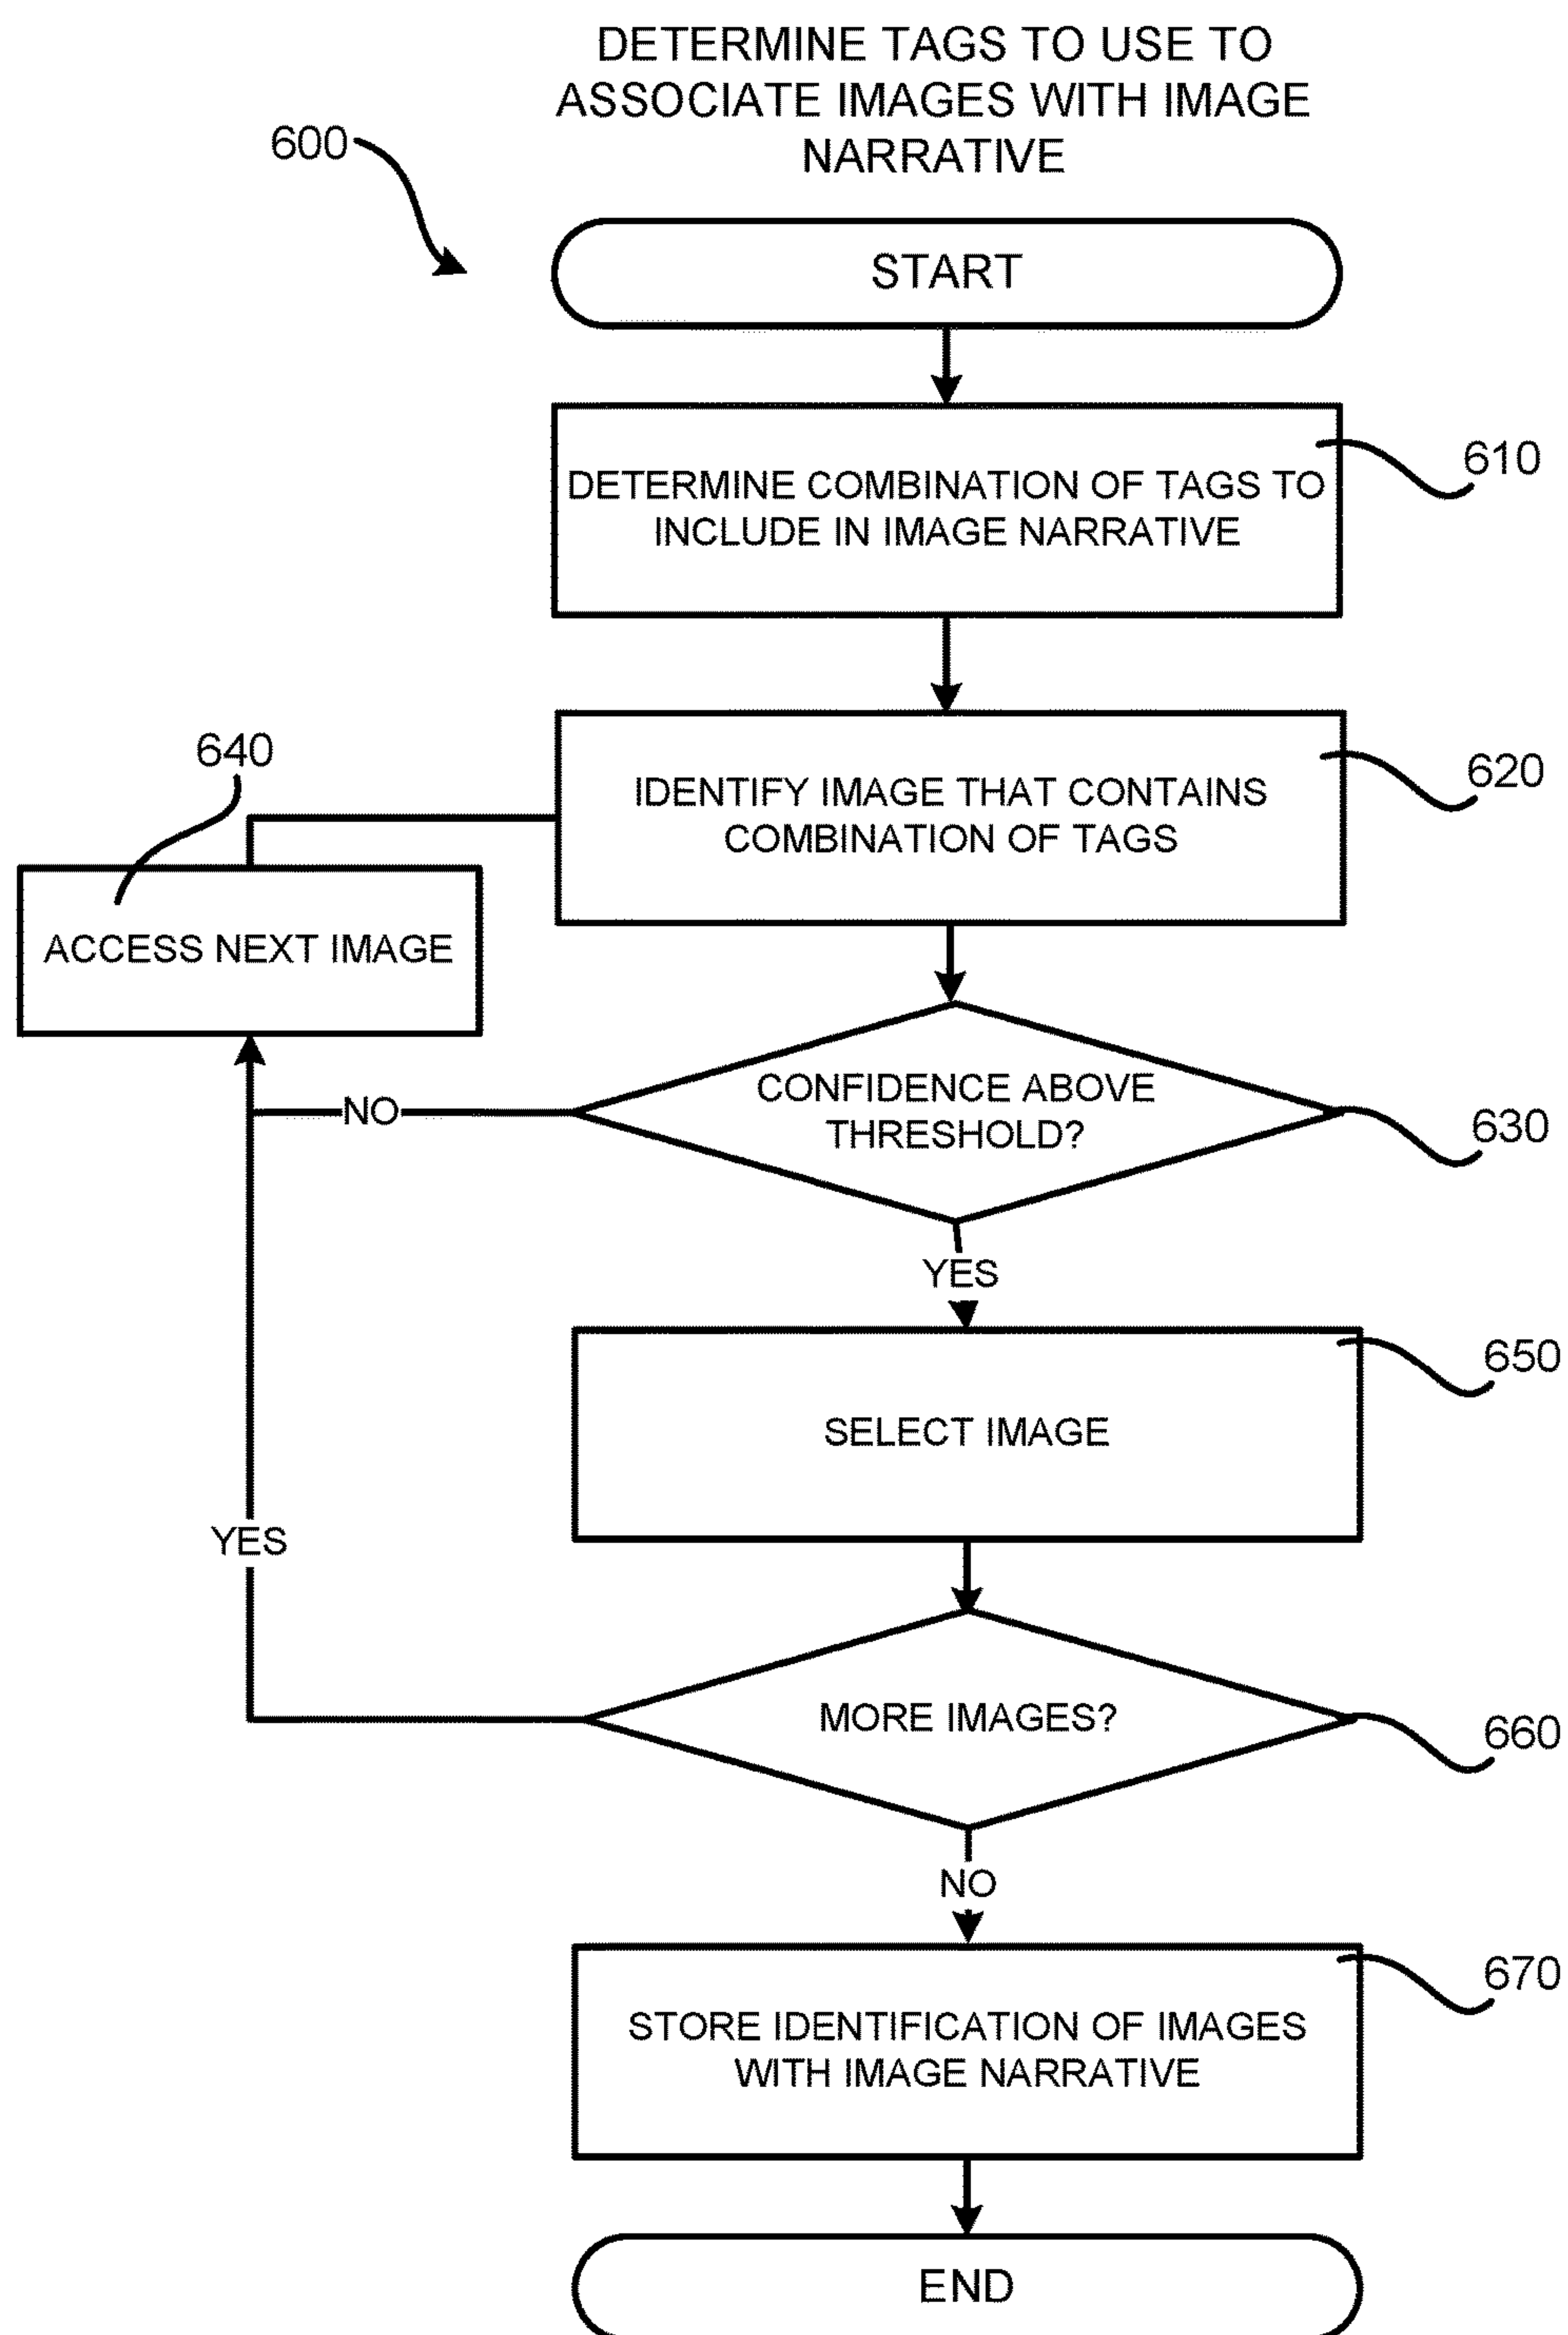 DETERMINE TAGS TO USE TO
ASSOCIATE IMAGES WITH IMAGE
NARRATIVE
600
START
610
DETERMINE COMBINATION OF TAGS TO
INCLUDE IN IMAGE NARRATIVE
640
620
IDENTIFY IMAGE THAT CONTAINS
COMBINATION OF TAGS
ACCESS NEXT IMAGE
CONFIDENCE ABOVE
THRESHOLD?
NO
630
YES
650
SELECT IMAGE
YES
MORE IMAGES?
660
NO
670
STORE IDENTIFICATION OF IMAGES
WITH IMAGE NARRATIVE
END